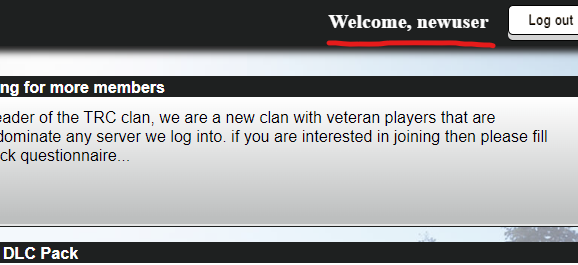 Welcome, newuser
Log out
ng for more members
eader of the TRC clan, we are a new clan with veteran players that are
dominate any server we log into. if you are interested in joining then please fill
ck questionnaire...
DLC Pack